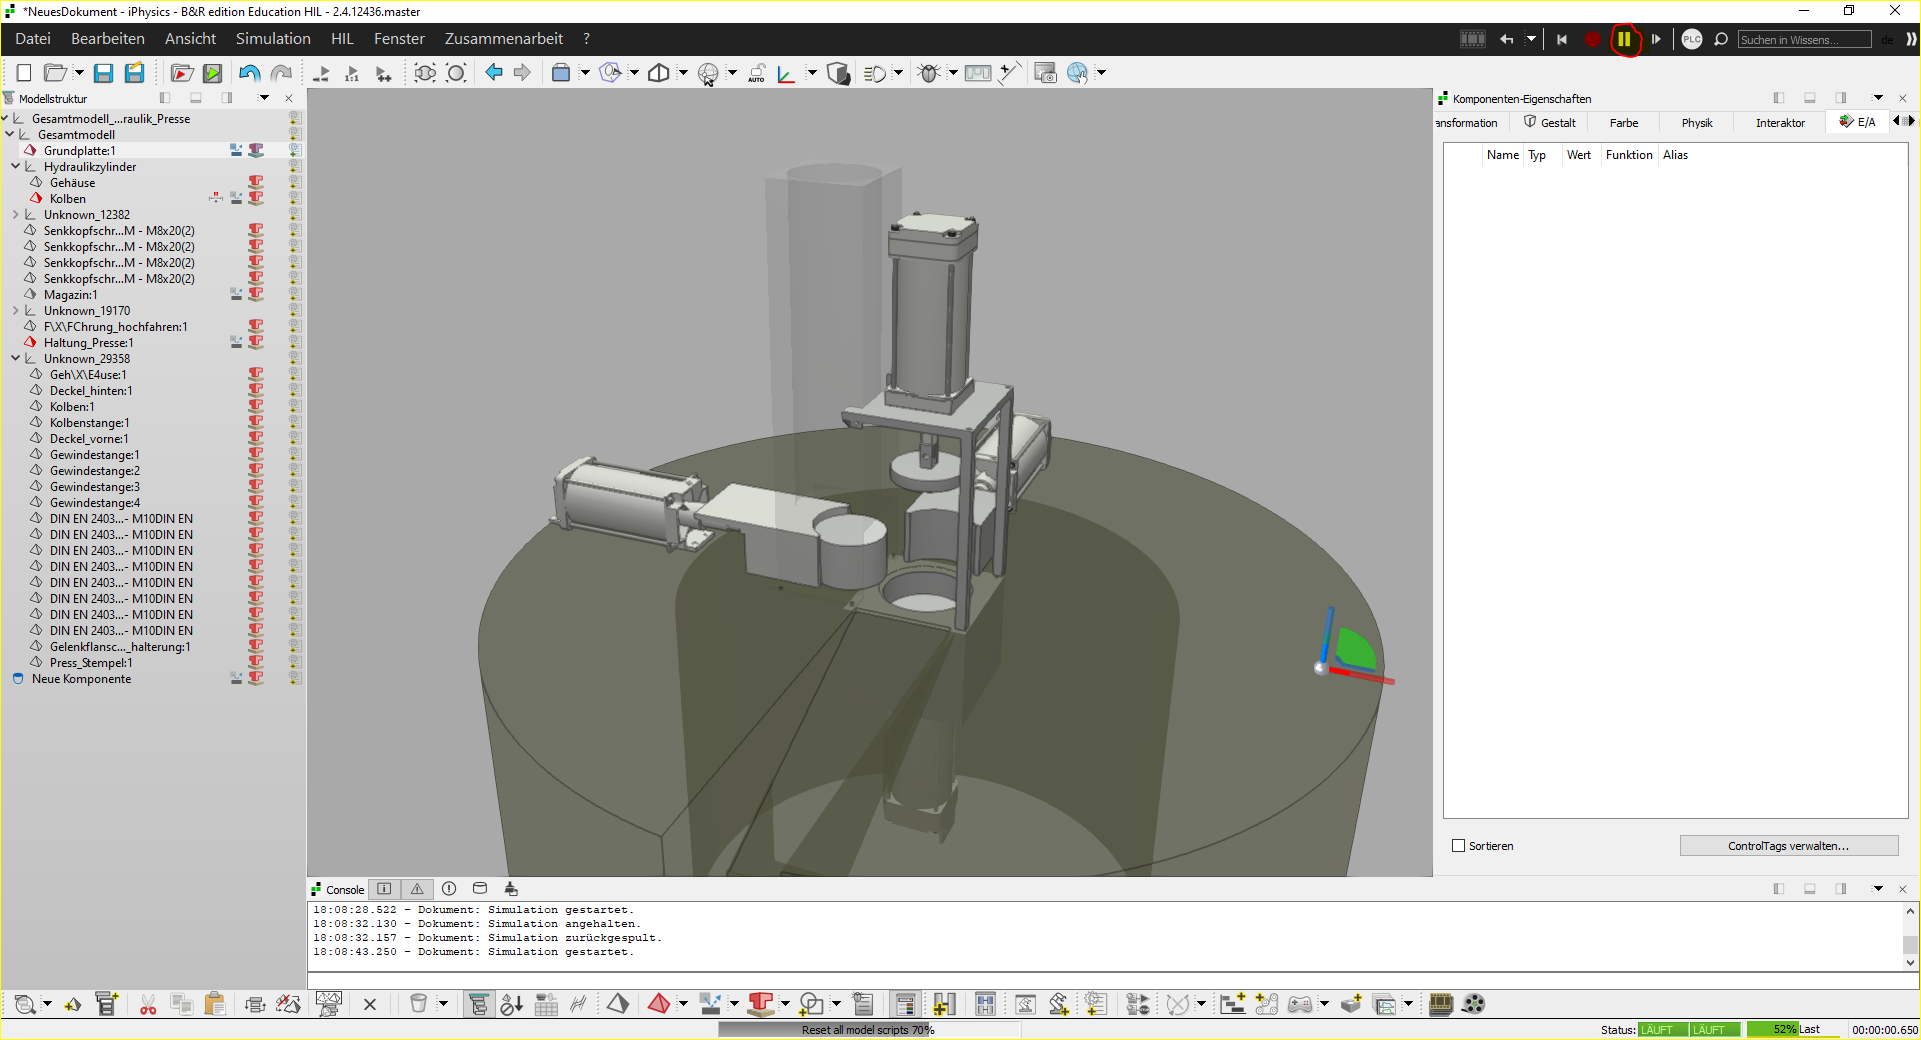 *NeuesDokument - iPhysics - B&R edition Education HIL - 2.4.12436.master
Datei Bearbeiten Ansicht Simulation HIL Fenster Zusammenarbeit ?
PLC
Suchen in Wissens...
de
1:1
AUTO
Modellstruktur
Gesamtmodell_...raulik_Presse
Gesamtmodell
Grundplatte:1
Hydraulikzylinder
Gehäuse
Kolben
Unknown_12382
Senkkopfschr...M - M8x20(2)
Senkkopfschr...M - M8x20(2)
Senkkopfschr...M - M8x20(2)
Senkkopfschr...M - M8x20(2)
Magazin:1
Unknown_19170
F\X\FChrung_hochfahren:1
Haltung_Presse:1
Unknown_29358
Geh\X\E4use:1
Deckel_hinten:1
Kolben:1
Kolbenstange:1
Deckel_vorne:1
Gewindestange:1
Gewindestange:2
Gewindestange:3
Gewindestange:4
DIN EN 2403...- M10DIN EN
DIN EN 2403...- M10DIN EN
DIN EN 2403...- M10DIN EN
DIN EN 2403...- M10DIN EN
DIN EN 2403...- M10DIN EN
DIN EN 2403...- M10DIN EN
DIN EN 2403...- M10DIN EN
DIN EN 2403...- M10DIN EN
Gelenkflansc..._halterung:1
Press_Stempel:1
Neue Komponente
Komponenten-Eigenschaften
ansformation Gestalt Farbe Physik Interaktor E/A
Name Typ Wert Funktion Alias
Sortieren
ControlTags verwalten...
Console
18:08:28.522 - Dokument: Simulation gestartet.
18:08:32.130 - Dokument: Simulation angehalten.
18:08:32.157 - Dokument: Simulation zurückgespult.
18:08:43.250 - Dokument: Simulation gestartet.
Reset all model scripts 70%
Status: LÄUFT LÄUFT 52% Last 00:00:00.650